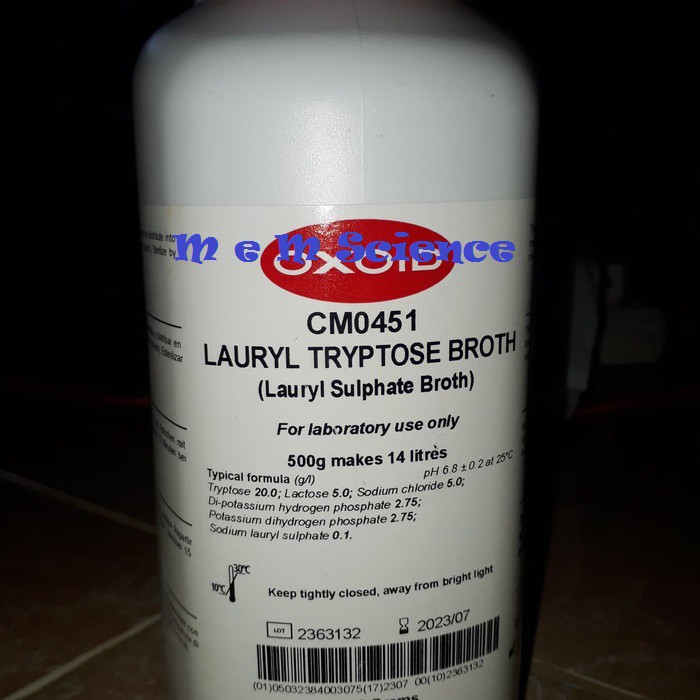 M e M Science
OXOID
CM0451
LAURYL TRYPTOSE BROTH
(Lauryl Sulphate Broth)
For laboratory use only
500g makes 14 litres
pH 6.8 ± 0.2 at 25°C
Typical formula (g/l)
Tryptose 20.0; Lactose 5.0; Sodium chloride 5.0;
Di-potassium hydrogen phosphate 2.75;
Potassium dihydrogen phosphate 2.75;
Sodium lauryl sulphate 0.1.
30°C
10°C
Keep tightly closed, away from bright light
LOT 2363132 2023/07
(01)05032384003075(17)2307 00(10)2363132